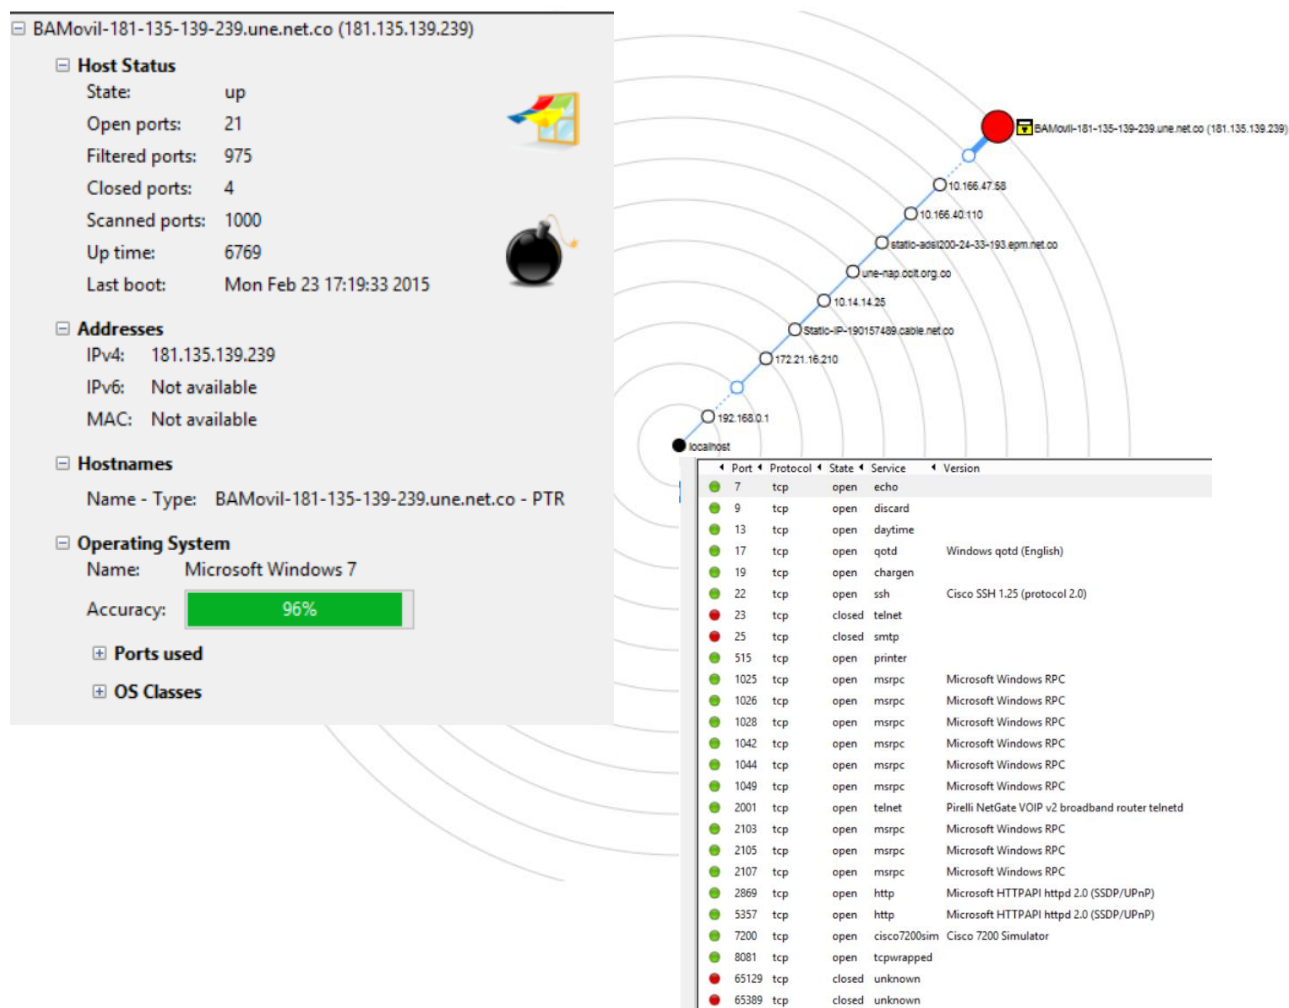 BAMovil-181-135-139-239.une.net.co (181.135.139.239)
Host Status
State: up
Open ports: 21
Filtered ports: 975
Closed ports: 4
Scanned ports: 1000
Up time: 6769
Last boot: Mon Feb 23 17:19:33 2015
Addresses
IPv4: 181.135.139.239
IPv6: Not available
MAC: Not available
Hostnames
Name - Type: BAMovil-181-135-139-239.une.net.co - PTR
Operating System
Name: Microsoft Windows 7
Accuracy: 96%
Ports used
OS Classes
BAMovil-181-135-139-239.une.net.co (181.135.139.239)
10.166.47.58
10.166.40.110
static-adsl200-24-33-193.epm.net.co
une-nap.ccit.org.co
10.14.14.25
Static-IP-190157489.cable.net.co
172.21.16.210
192.168.0.1
localhost
Port Protocol State Service Version
7 tcp open echo
9 tcp open discard
13 tcp open daytime
17 tcp open qotd Windows qotd (English)
19 tcp open chargen
22 tcp open ssh Cisco SSH 1.25 (protocol 2.0)
23 tcp closed telnet
25 tcp closed smtp
515 tcp open printer
1025 tcp open msrpc Microsoft Windows RPC
1026 tcp open msrpc Microsoft Windows RPC
1028 tcp open msrpc Microsoft Windows RPC
1042 tcp open msrpc Microsoft Windows RPC
1044 tcp open msrpc Microsoft Windows RPC
1049 tcp open msrpc Microsoft Windows RPC
2001 tcp open telnet Pirelli NetGate VOIP v2 broadband router telnetd
2103 tcp open msrpc Microsoft Windows RPC
2105 tcp open msrpc Microsoft Windows RPC
2107 tcp open msrpc Microsoft Windows RPC
2869 tcp open http Microsoft HTTPAPI httpd 2.0 (SSDP/UPnP)
5357 tcp open http Microsoft HTTPAPI httpd 2.0 (SSDP/UPnP)
7200 tcp open cisco7200sim Cisco 7200 Simulator
8081 tcp open tcpwrapped
65129 tcp closed unknown
65389 tcp closed unknown